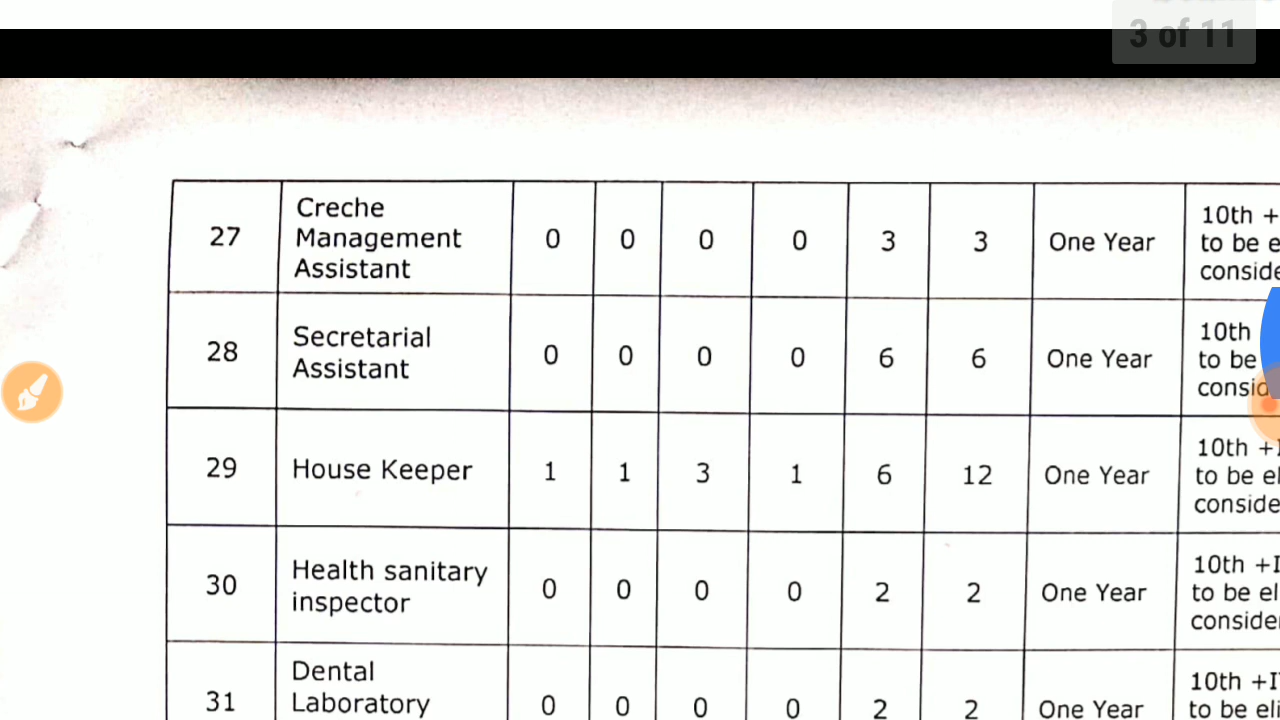 3 of 11
27 Creche Management Assistant 0 0 0 0 3 3 One Year 10th +
to be e
conside
28 Secretarial Assistant 0 0 0 0 6 6 One Year 10th
to be
consid
29 House Keeper 1 1 3 1 6 12 One Year 10th +I
to be el
conside
30 Health sanitary inspector 0 0 0 0 2 2 One Year 10th +I
to be el
consider
31 Dental Laboratory 0 0 0 0 2 2 One Year 10th +I
to be eli